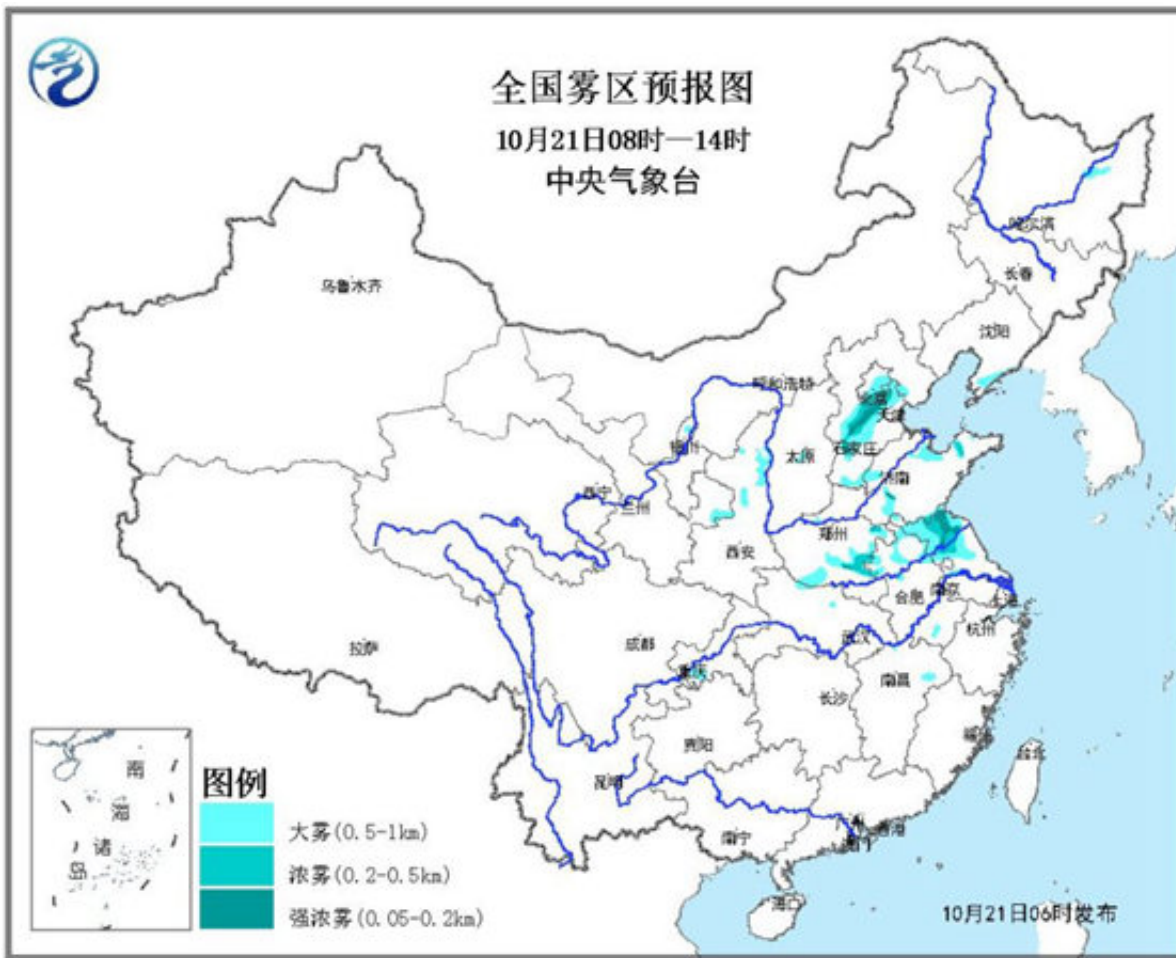 全国雾区预报图
10月21日08时—14时
中央气象台
哈尔滨
长春
乌鲁木齐
沈阳
呼和浩特
北京
天津
银川
太原
石家庄
西宁
兰州
济南
郑州
西安
合肥
南京
上海
杭州
成都
武汉
拉萨
重庆
南昌
长沙
贵阳
福州
台北
昆明
南宁
广州
香港
澳门
海口
南
海
诸
岛
图例
大雾(0.5-1km)
浓雾(0.2-0.5km)
强浓雾(0.05-0.2km)
10月21日06时发布